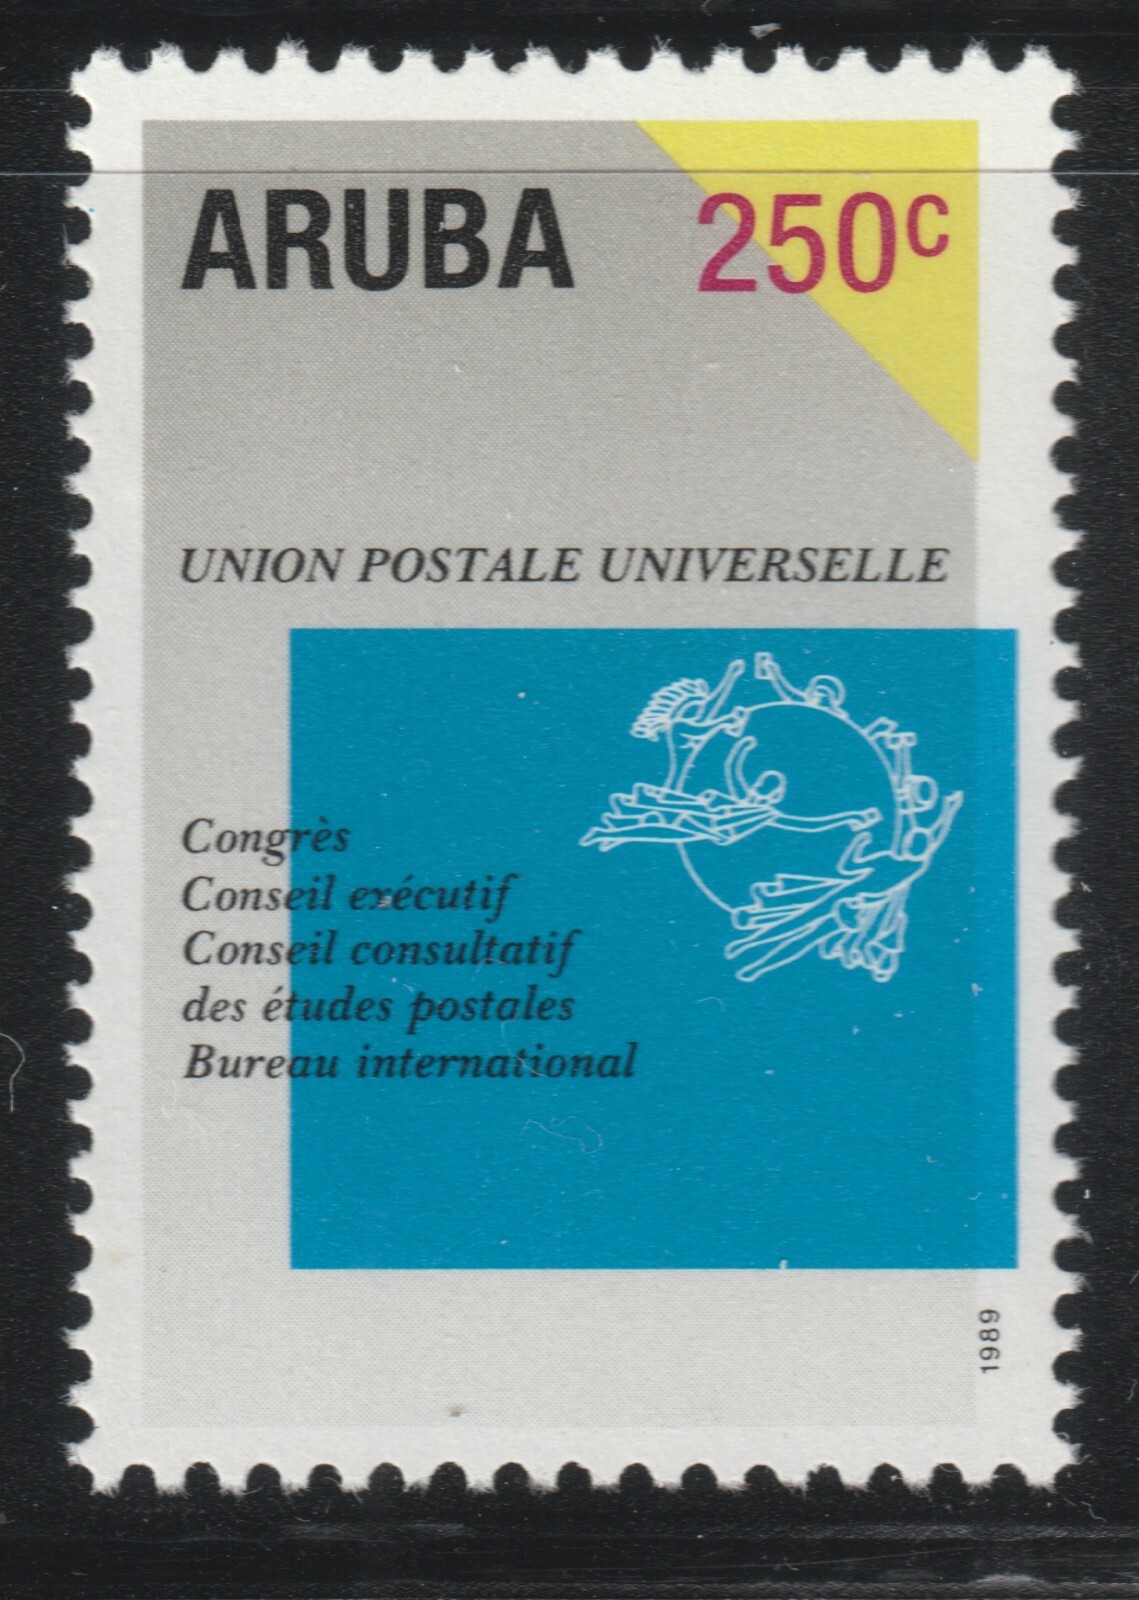 ARUBA 250c
UNION POSTALE UNIVERSELLE
Congrès
Conseil exécutif
Conseil consultatif
des études postales
Bureau international
1989